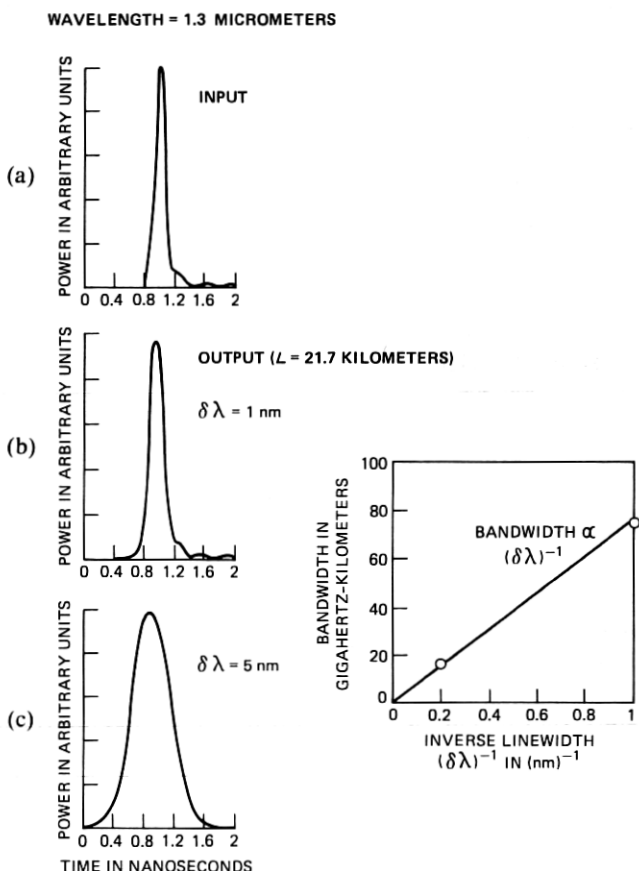 WAVELENGTH = 1.3 MICROMETERS
(a)
POWER IN ARBITRARY UNITS
INPUT
0 0.4 0.8 1.2 1.6 2
(b)
POWER IN ARBITRARY UNITS
OUTPUT (L = 21.7 KILOMETERS)
δλ = 1 nm
0 0.4 0.8 1.2 1.6 2
(c)
POWER IN ARBITRARY UNITS
δλ = 5 nm
0 0.4 0.8 1.2 1.6 2
TIME IN NANOSECONDS
BANDWIDTH IN
GIGAHERTZ-KILOMETERS
100
80
60
40
20
0
BANDWIDTH ∝
(δλ)⁻¹
0 0.2 0.4 0.6 0.8 1
INVERSE LINEWIDTH
(δλ)⁻¹ IN (nm)⁻¹